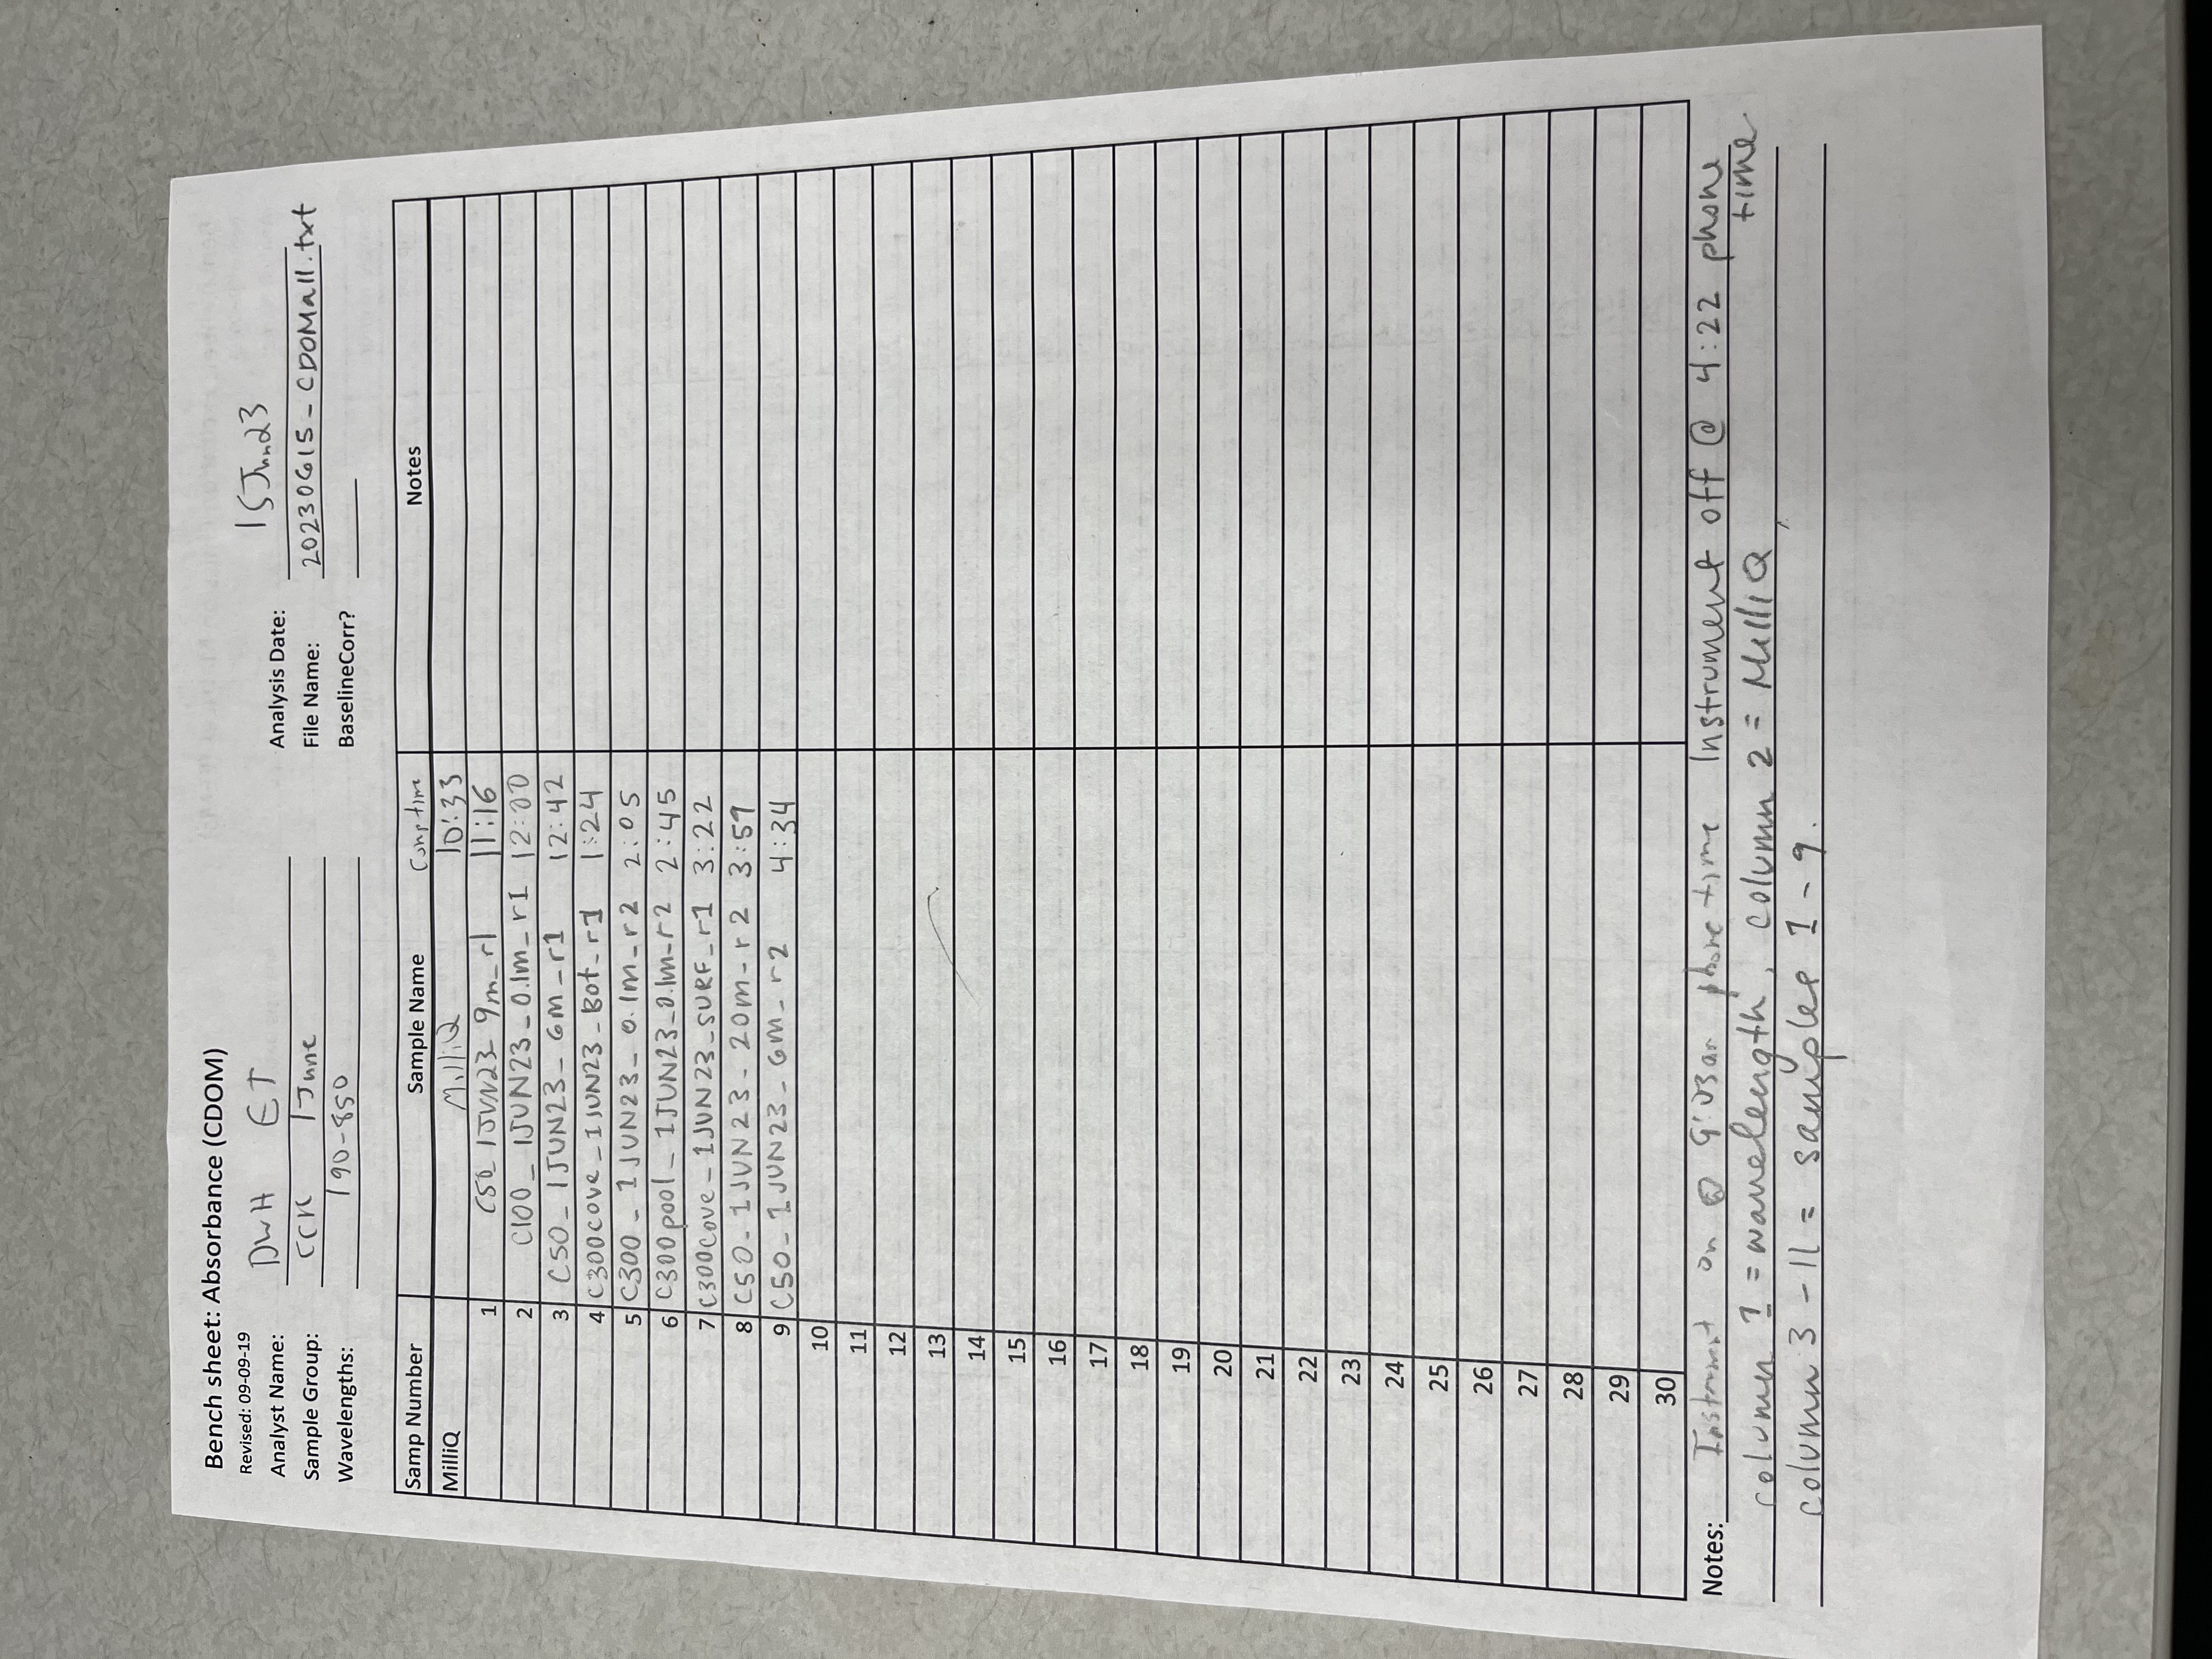 Bench sheet: Absorbance (CDOM)
Revised: 09-09-19
Analyst Name: DWH ET Analysis Date: 15Jun23
Sample Group: CCR 1June File Name: 20230615_CDOMall.txt
Wavelengths: 190-850 BaselineCorr?
Samp Number Sample Name Comp time Notes
MilliQ MilliQ 10:33
1 C50_1JUN23_9m_r1 11:16
2 C100_1JUN23_0.1m_r1 12:00
3 C50_1JUN23_6m_r1 12:42
4 C300cove_1JUN23_Bot_r1 1:24
5 C300_1JUN23_0.1m_r2 2:05
6 C300pool_1JUN23_0.1m_r2 2:45
7 C300cove_1JUN23_SURF_r1 3:22
8 C50_1JUN23_20m_r2 3:59
9 C50_1JUN23_6m_r2 4:34
10
11
12
13
14
15
16
17
18
19
20
21
22
23
24
25
26
27
28
29
30
Notes: Instrument on @ 9:03am phone time Instrument off @ 4:22 phone time
column 1 = wavelength, column 2 = MilliQ,
column 3-11 = samples 1-9.